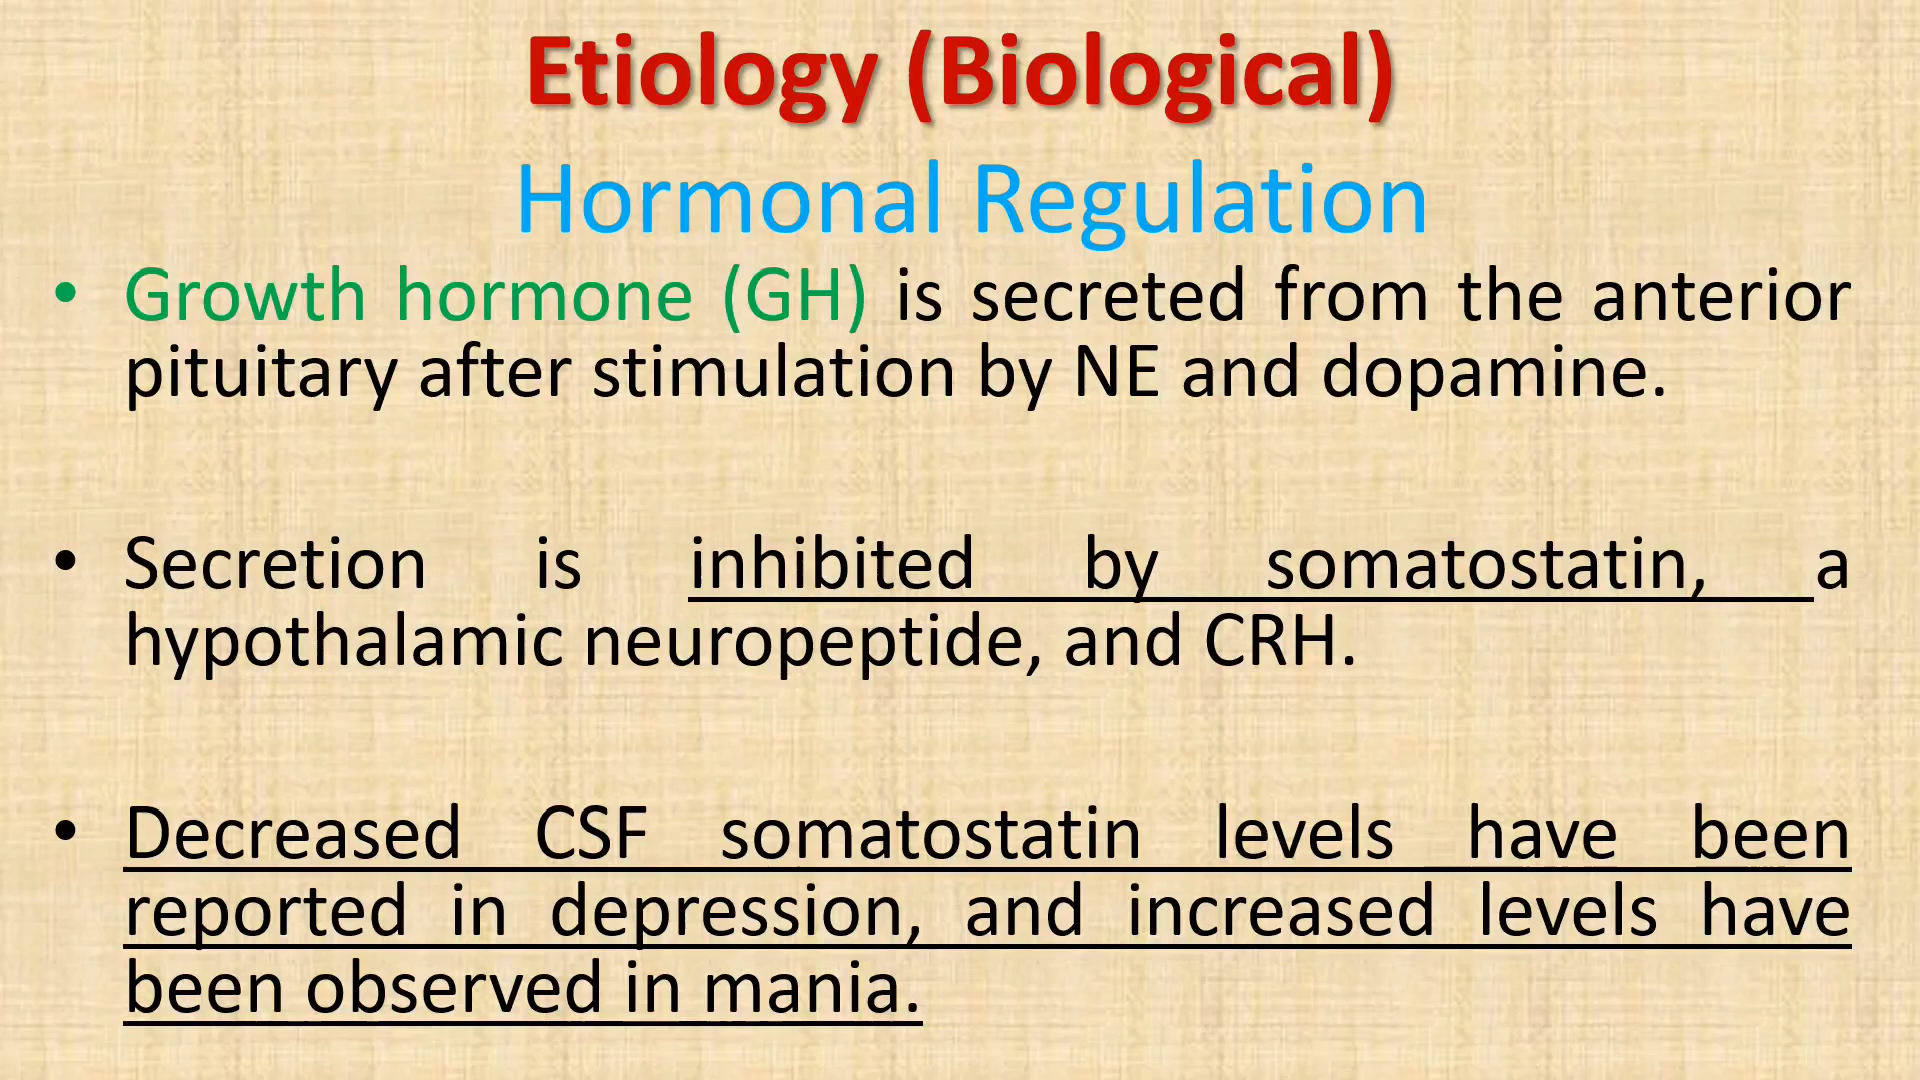 Etiology (Biological)
Hormonal Regulation
• Growth hormone (GH) is secreted from the anterior
pituitary after stimulation by NE and dopamine.
• Secretion is inhibited by somatostatin, a
hypothalamic neuropeptide, and CRH.
• Decreased CSF somatostatin levels have been
reported in depression, and increased levels have
been observed in mania.